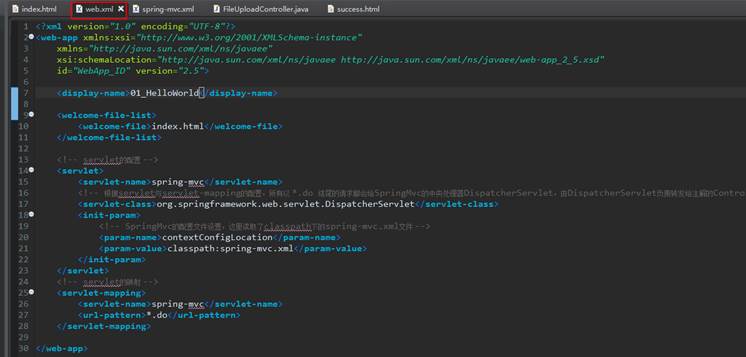 index.html web.xml spring-mvc.xml FileUploadController.java success.html
1 <?xml version="1.0" encoding="UTF-8"?>
2 <web-app xmlns:xsi="http://www.w3.org/2001/XMLSchema-instance"
3 xmlns="http://java.sun.com/xml/ns/javaee"
4 xsi:schemaLocation="http://java.sun.com/xml/ns/javaee http://java.sun.com/xml/ns/javaee/web-app_2_5.xsd"
5 id="WebApp_ID" version="2.5">
6
7 <display-name>01_HelloWorld</display-name>
8
9 <welcome-file-list>
10 <welcome-file>index.html</welcome-file>
11 </welcome-file-list>
12
13 <!-- servlet的配置 -->
14 <servlet>
15 <servlet-name>spring-mvc</servlet-name>
16 <!-- 根据servlet与servlet-mapping的配置，所有以 *.do 结尾的请求都会给SpringMvc的中央处理器DispatcherServlet，由DispatcherServlet负责转发给注解的Contro
17 <servlet-class>org.springframework.web.servlet.DispatcherServlet</servlet-class>
18 <init-param>
19 <!-- SpringMvc的配置文件设置，这里读取了classpath下的spring-mvc.xml文件 -->
20 <param-name>contextConfigLocation</param-name>
21 <param-value>classpath:spring-mvc.xml</param-value>
22 </init-param>
23 </servlet>
24 <!-- servlet的映射 -->
25 <servlet-mapping>
26 <servlet-name>spring-mvc</servlet-name>
27 <url-pattern>*.do</url-pattern>
28 </servlet-mapping>
29
30 </web-app>